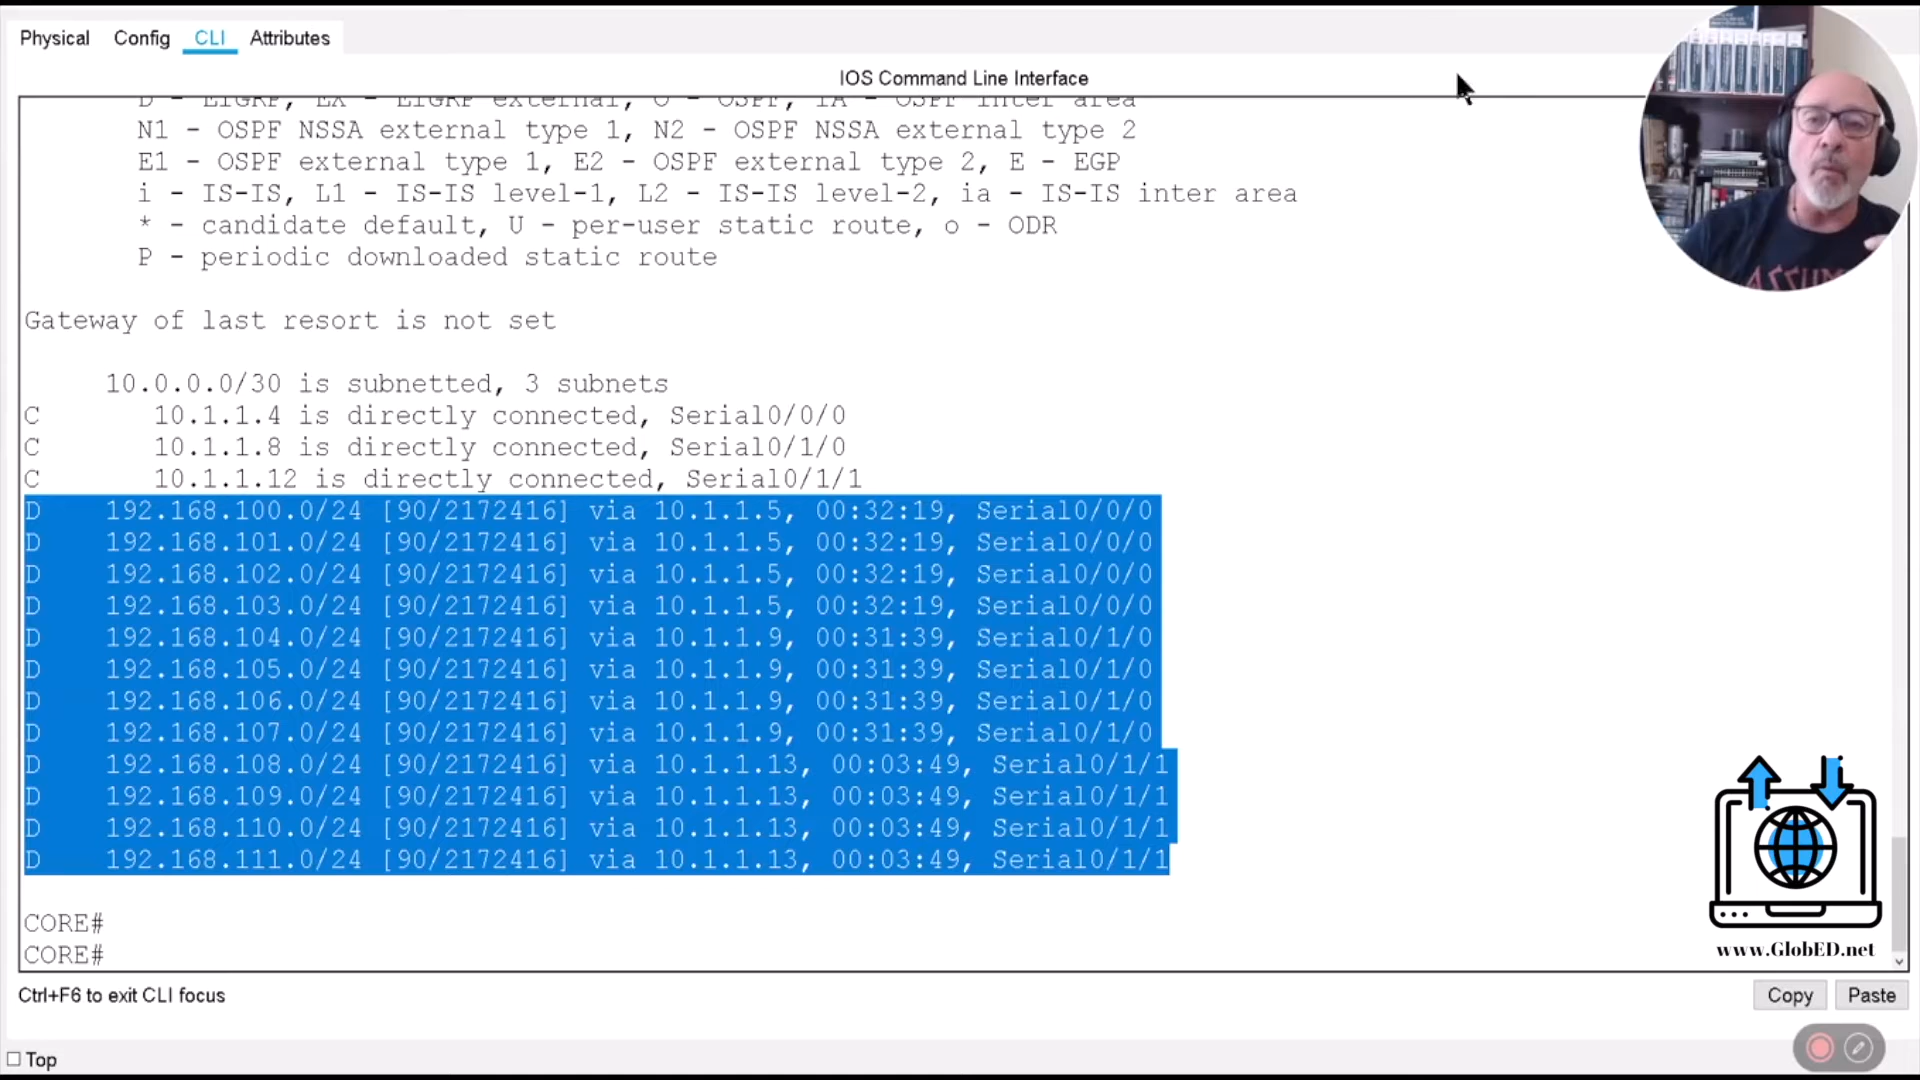 Physical Config CLI Attributes
IOS Command Line Interface
D - EIGRP, EX - EIGRP external, O - OSPF, IA - OSPF inter area
N1 - OSPF NSSA external type 1, N2 - OSPF NSSA external type 2
E1 - OSPF external type 1, E2 - OSPF external type 2, E - EGP
i - IS-IS, L1 - IS-IS level-1, L2 - IS-IS level-2, ia - IS-IS inter area
* - candidate default, U - per-user static route, o - ODR
P - periodic downloaded static route
Gateway of last resort is not set
10.0.0.0/30 is subnetted, 3 subnets
C 10.1.1.4 is directly connected, Serial0/0/0
C 10.1.1.8 is directly connected, Serial0/1/0
C 10.1.1.12 is directly connected, Serial0/1/1
D 192.168.100.0/24 [90/2172416] via 10.1.1.5, 00:32:19, Serial0/0/0
D 192.168.101.0/24 [90/2172416] via 10.1.1.5, 00:32:19, Serial0/0/0
D 192.168.102.0/24 [90/2172416] via 10.1.1.5, 00:32:19, Serial0/0/0
D 192.168.103.0/24 [90/2172416] via 10.1.1.5, 00:32:19, Serial0/0/0
D 192.168.104.0/24 [90/2172416] via 10.1.1.9, 00:31:39, Serial0/1/0
D 192.168.105.0/24 [90/2172416] via 10.1.1.9, 00:31:39, Serial0/1/0
D 192.168.106.0/24 [90/2172416] via 10.1.1.9, 00:31:39, Serial0/1/0
D 192.168.107.0/24 [90/2172416] via 10.1.1.9, 00:31:39, Serial0/1/0
D 192.168.108.0/24 [90/2172416] via 10.1.1.13, 00:03:49, Serial0/1/1
D 192.168.109.0/24 [90/2172416] via 10.1.1.13, 00:03:49, Serial0/1/1
D 192.168.110.0/24 [90/2172416] via 10.1.1.13, 00:03:49, Serial0/1/1
D 192.168.111.0/24 [90/2172416] via 10.1.1.13, 00:03:49, Serial0/1/1
CORE#
CORE#
www.GlobED.net
Ctrl+F6 to exit CLI focus
Copy Paste
Top